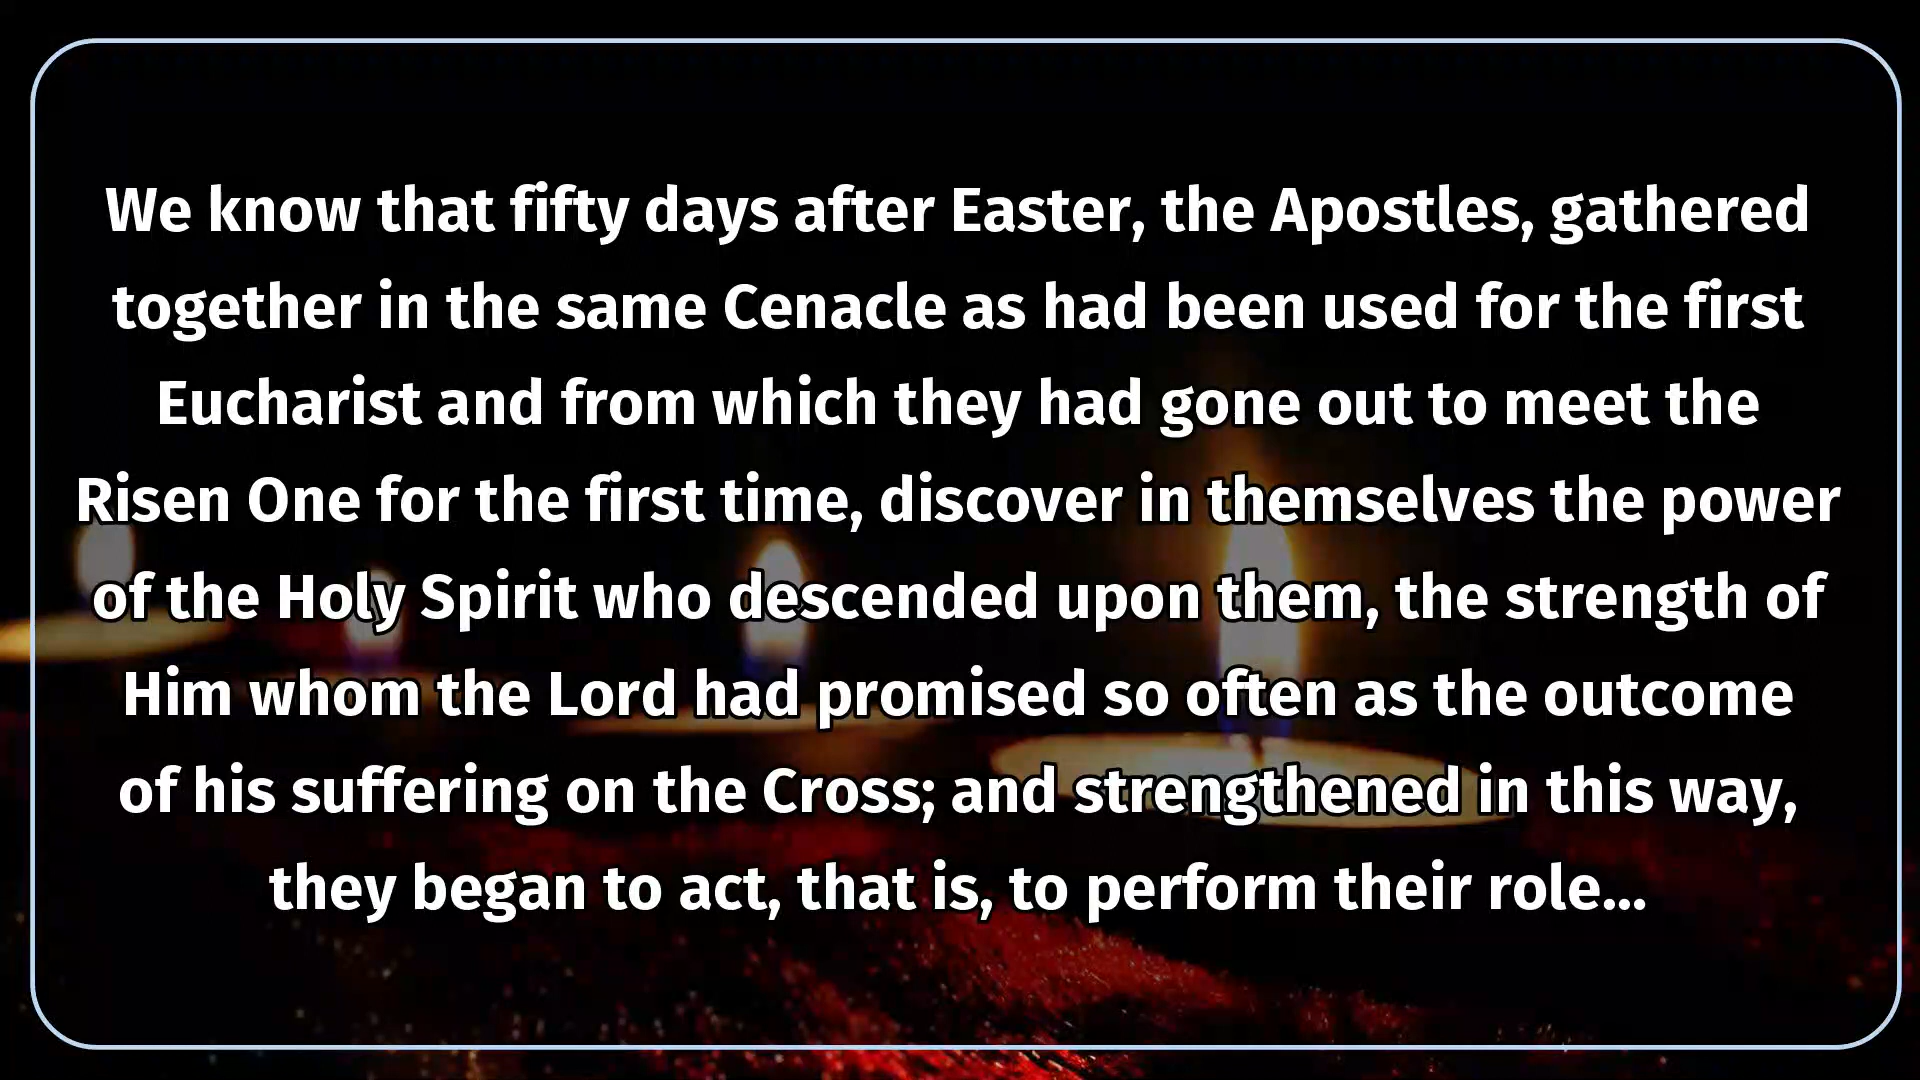 We know that fifty days after Easter, the Apostles, gathered
together in the same Cenacle as had been used for the first
Eucharist and from which they had gone out to meet the
Risen One for the first time, discover in themselves the power
of the Holy Spirit who descended upon them, the strength of
Him whom the Lord had promised so often as the outcome
of his suffering on the Cross; and strengthened in this way,
they began to act, that is, to perform their role...